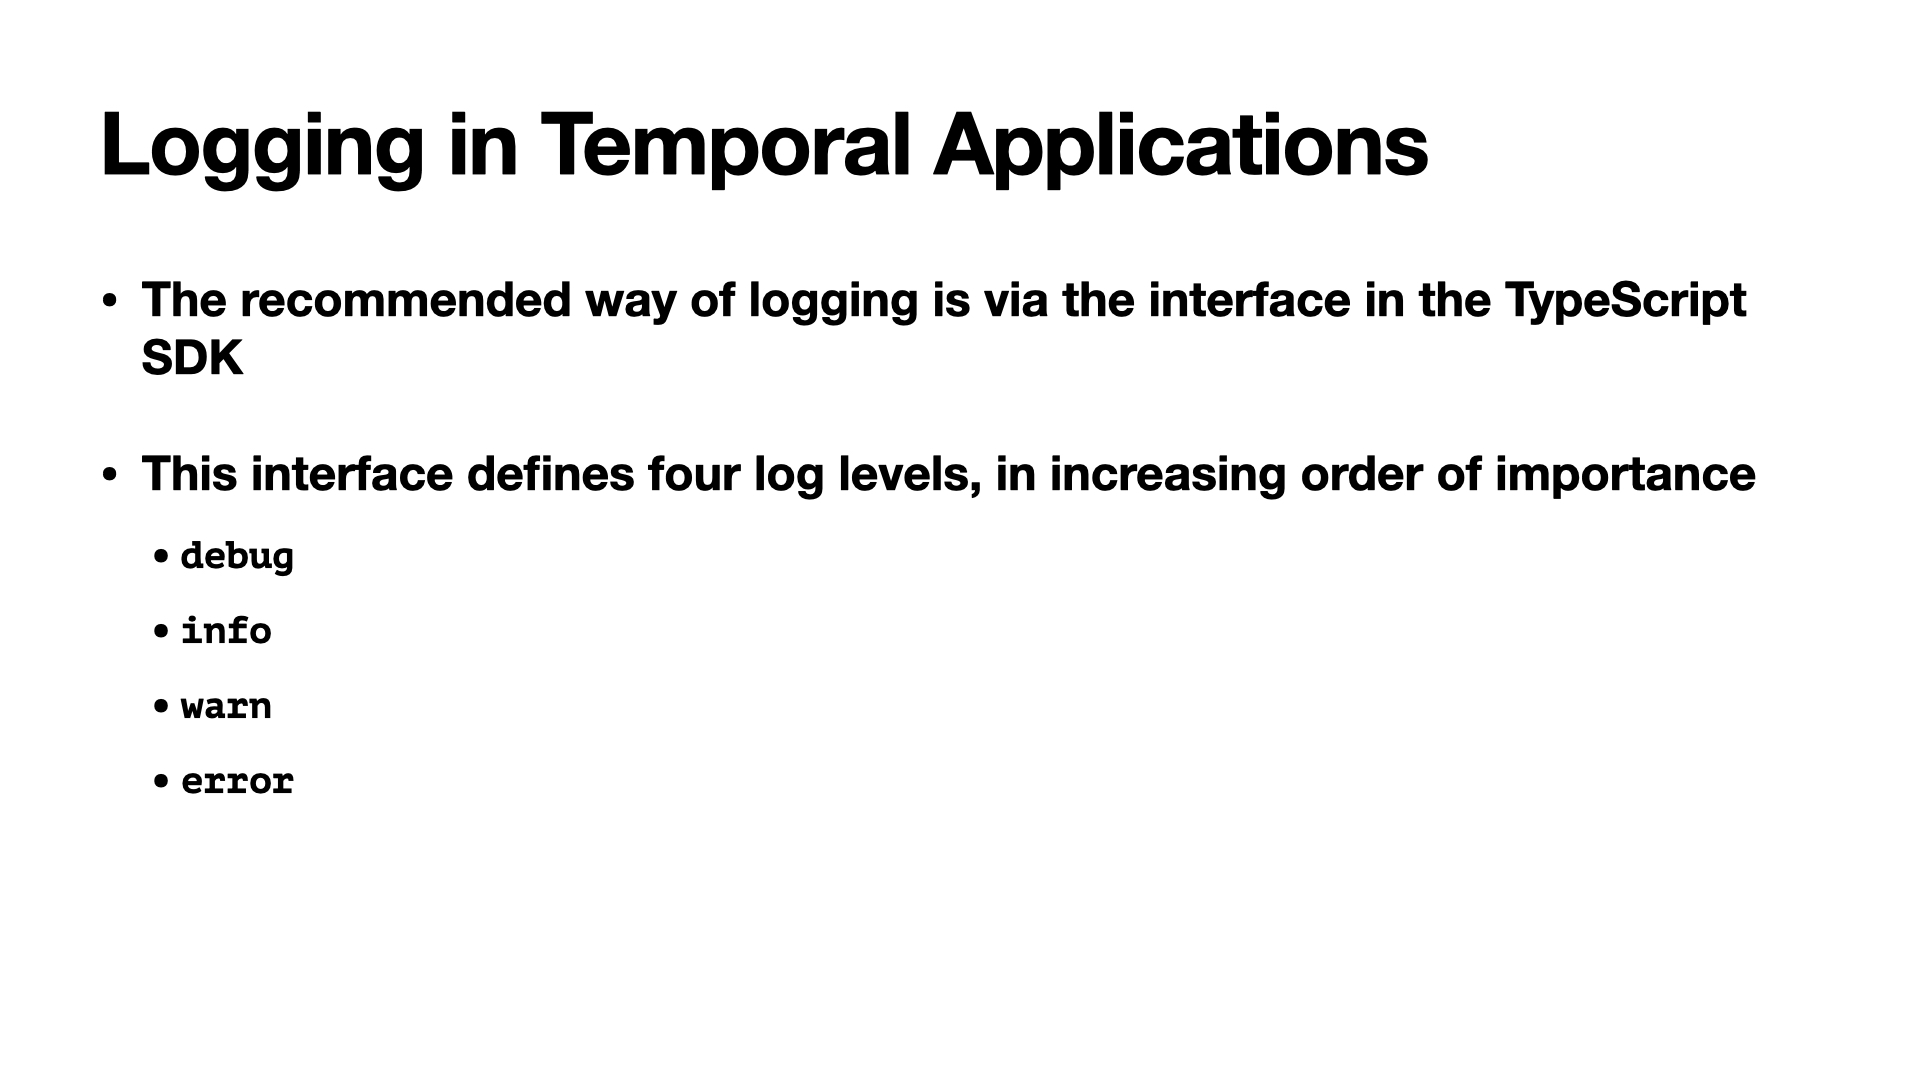 Logging in Temporal Applications
• The recommended way of logging is via the interface in the TypeScript
SDK
• This interface defines four log levels, in increasing order of importance
• debug
• info
• warn
• error